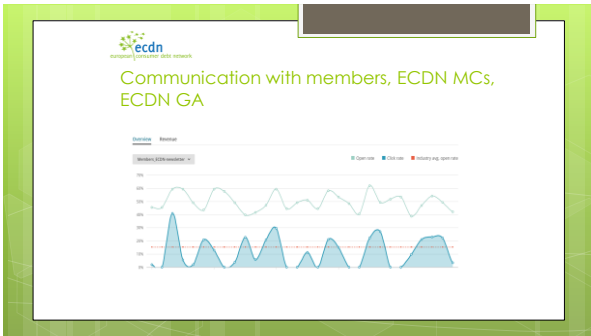 ecdn
european consumer debt network
Communication with members, ECDN MCs,
ECDN GA
Overview Revenue
Members_ECDN newsletter
Open rate Click rate Industry avg. open rate
70%
60%
50%
40%
30%
20%
10%
0%